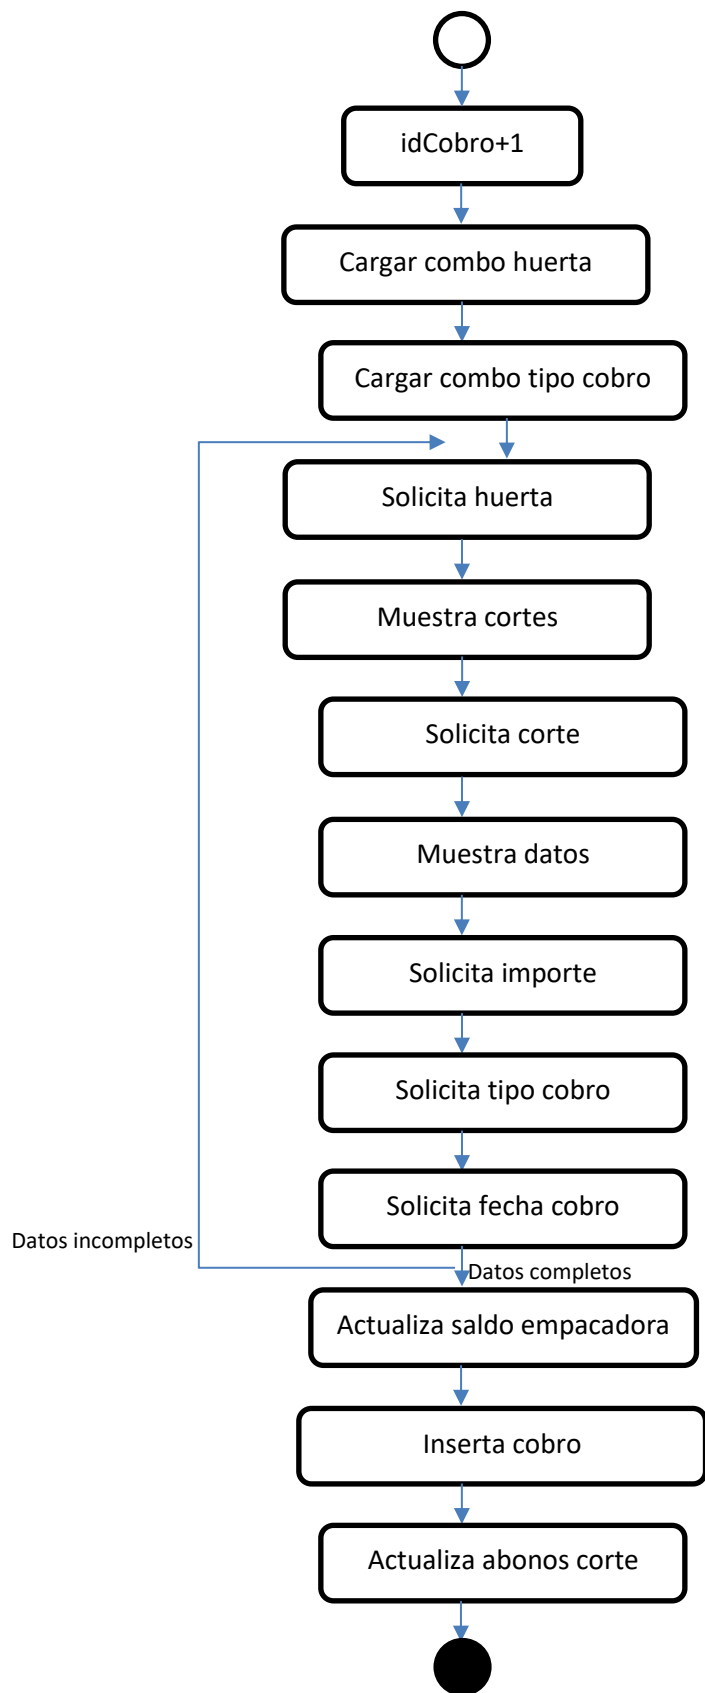 idCobro+1
Cargar combo huerta
Cargar combo tipo cobro
Solicita huerta
Muestra cortes
Solicita corte
Muestra datos
Solicita importe
Solicita tipo cobro
Solicita fecha cobro
Datos incompletos
Datos completos
Actualiza saldo empacadora
Inserta cobro
Actualiza abonos corte